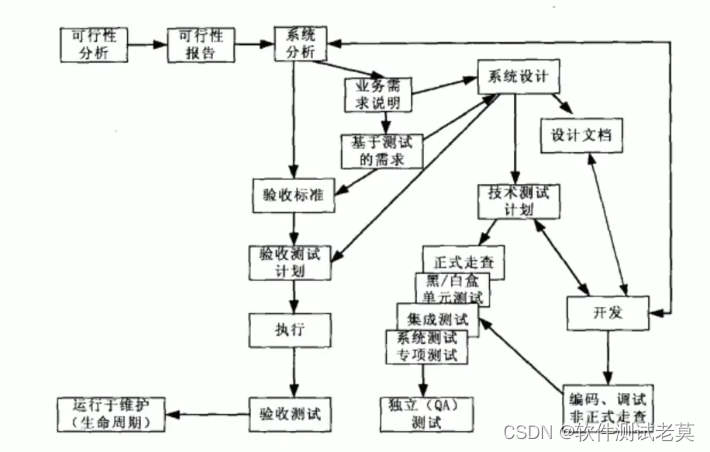 可行性
分析
可行性
报告
系统
分析
业务需
求说明
系统设计
基于测试
的需求
设计文档
验收标准
技术测试
计划
验收测试
计划
正式走查
黑/白盒
单元测试
集成测试
系统测试
专项测试
开发
执行
运行于维护
（生命周期）
验收测试
独立（QA）
测试
编码、调试
非正式走查
CSDN @软件测试老莫